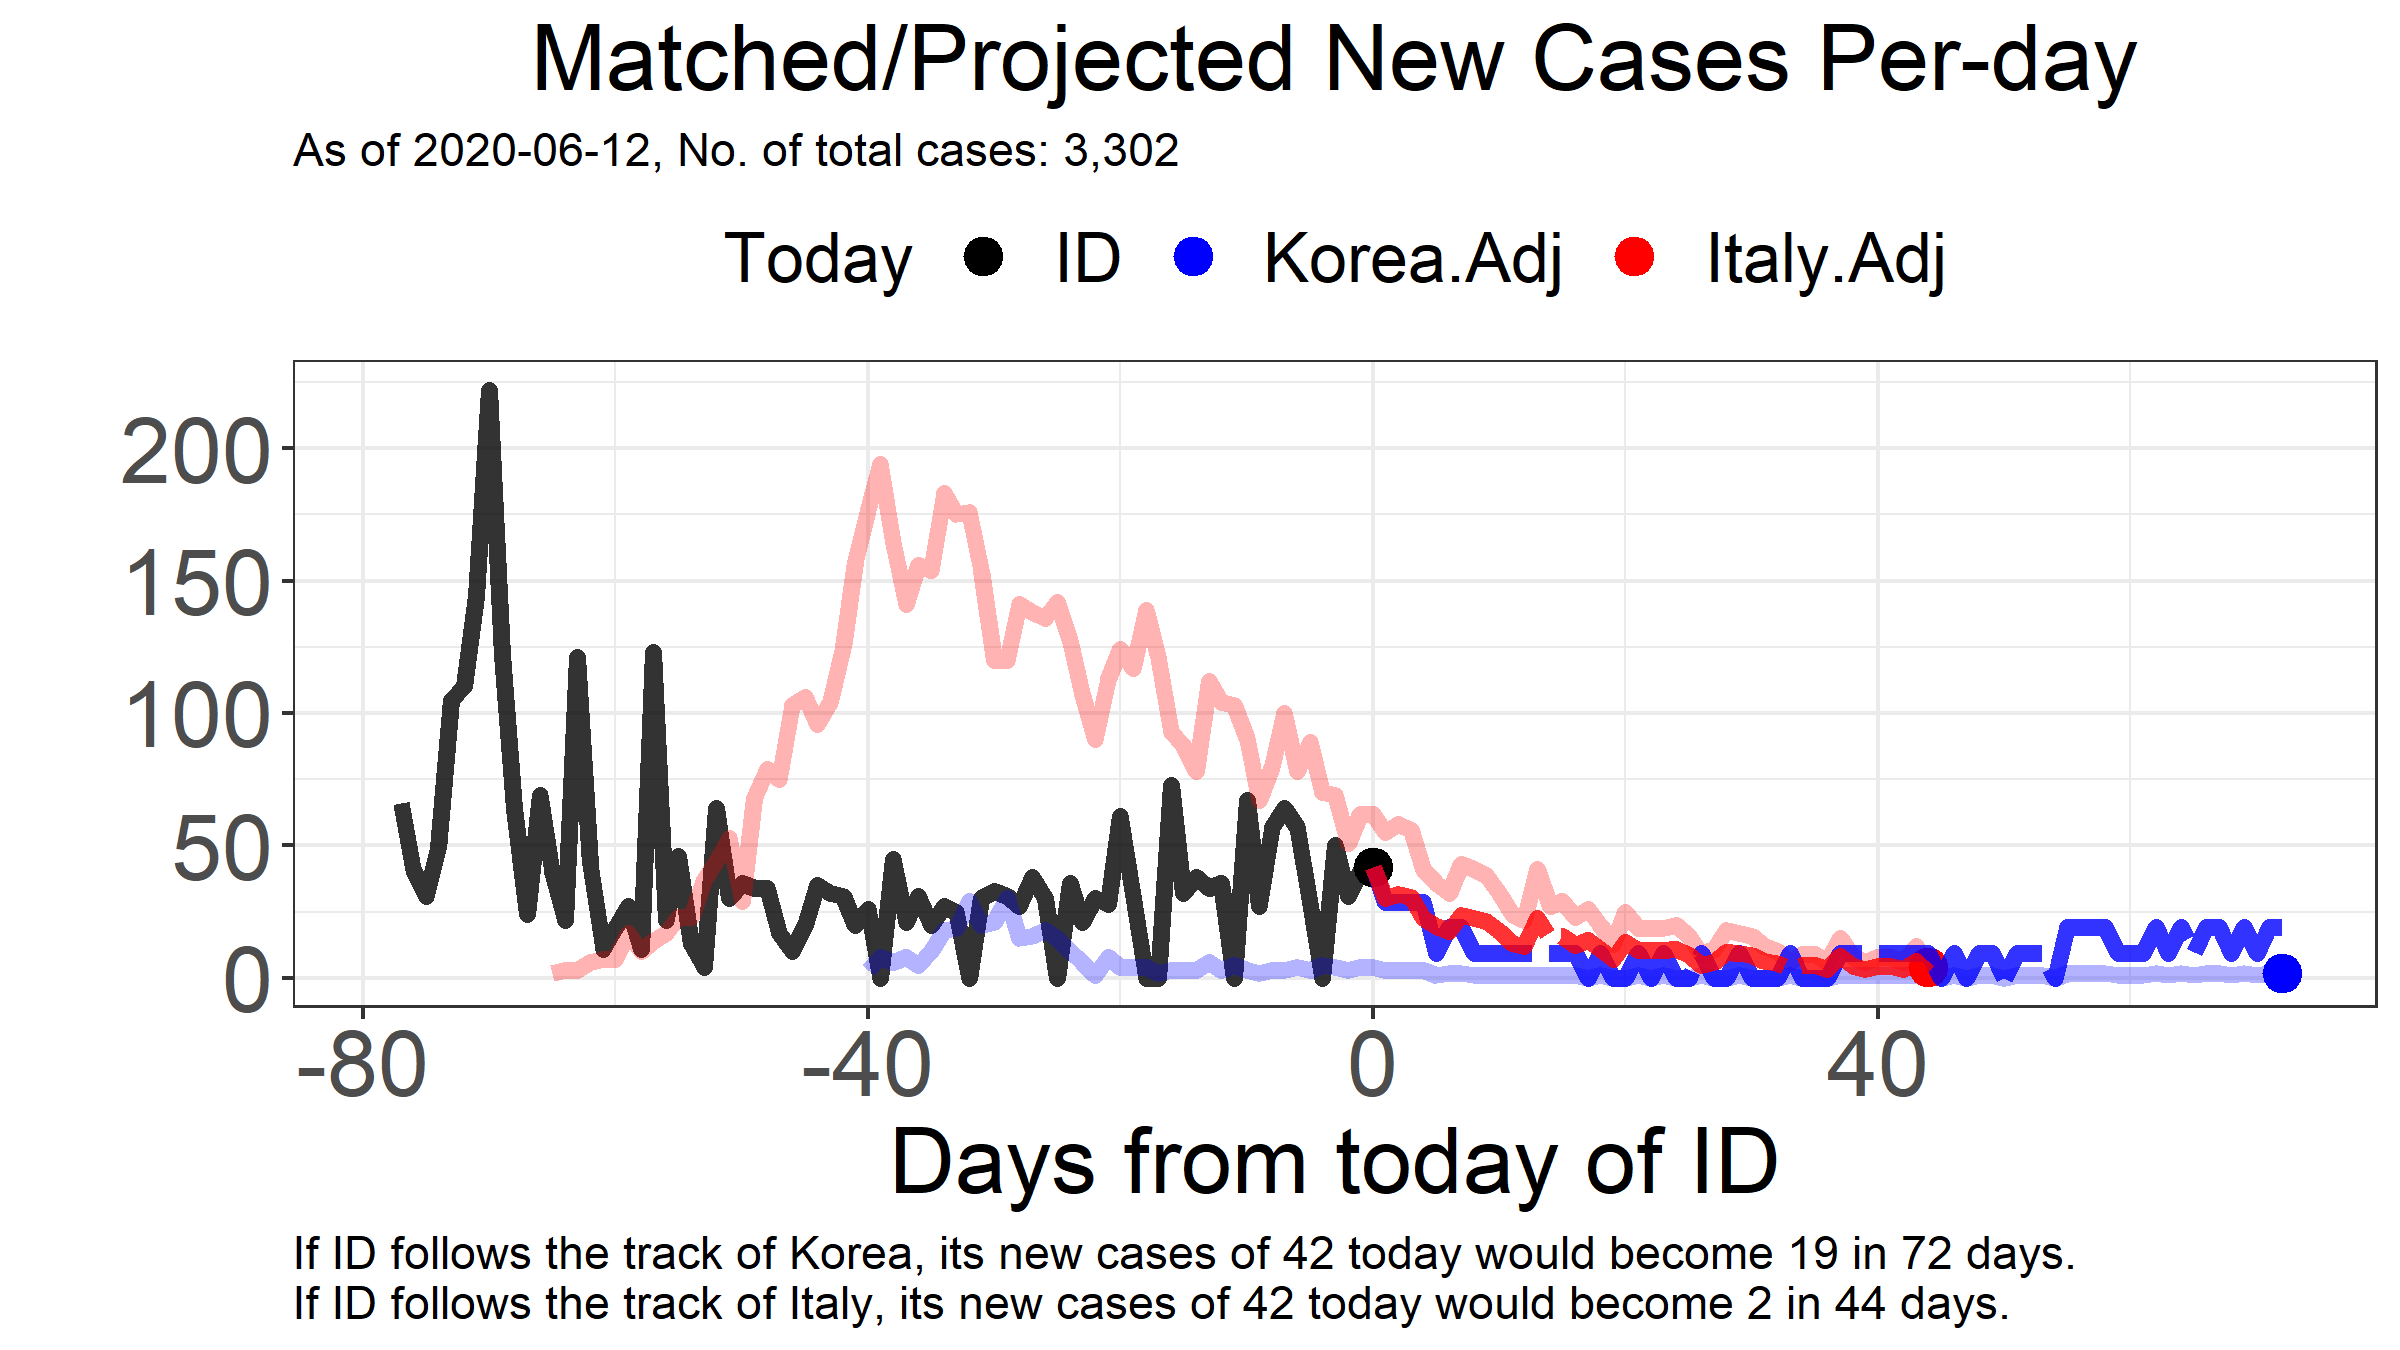 Matched/Projected New Cases Per-day
As of 2020-06-12, No. of total cases: 3,302
Today ID Korea.Adj Italy.Adj
200
150
100
50
0
-80 -40 0 40
Days from today of ID
If ID follows the track of Korea, its new cases of 42 today would become 19 in 72 days.
If ID follows the track of Italy, its new cases of 42 today would become 2 in 44 days.